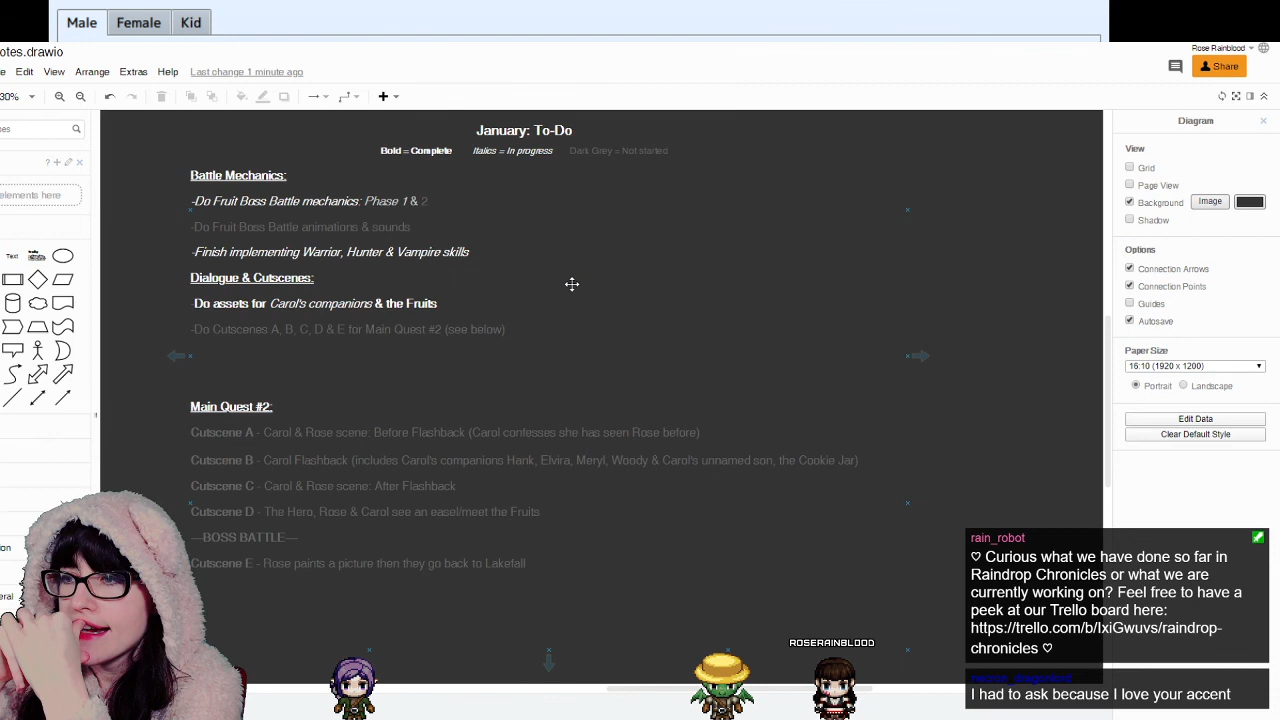 Male Female Kid
otes.drawio
Rose Rainblood
e Edit View Arrange Extras Help Last change 1 minute ago
Share
30%
es
Diagram
January: To-Do
Bold = Complete Italics = In progress Dark Grey = Not started
View
Grid
Battle Mechanics:
Page View
elements here
-Do Fruit Boss Battle mechanics: Phase 1 & 2
Background Image
Shadow
-Do Fruit Boss Battle animations & sounds
Options
-Finish implementing Warrior, Hunter & Vampire skills
Text
Connection Arrows
Dialogue & Cutscenes:
Connection Points
-Do assets for Carol's companions & the Fruits
Guides
Autosave
-Do Cutscenes A, B, C, D & E for Main Quest #2 (see below)
Paper Size
16:10 (1920 x 1200)
Portrait Landscape
Main Quest #2:
Edit Data
Cutscene A - Carol & Rose scene: Before Flashback (Carol confesses she has seen Rose before)
Clear Default Style
Cutscene B - Carol Flashback (includes Carol's companions Hank, Elvira, Meryl, Woody & Carol's unnamed son, the Cookie Jar)
Cutscene C - Carol & Rose scene: After Flashback
Cutscene D - The Hero, Rose & Carol see an easel/meet the Fruits
—BOSS BATTLE—
Cutscene E - Rose paints a picture then they go back to Lakefall
tion
eral
rain_robot
♡ Curious what we have done so far in
Raindrop Chronicles or what we are
currently working on? Feel free to have a
peek at our Trello board here:
https://trello.com/b/IxiGwuvs/raindrop-
chronicles ♡
ROSERAINBLOOD
I had to ask because I love your accent